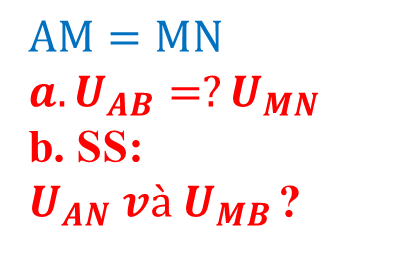 AM = MN
a. U_AB =? U_MN
b. SS:
U_AN và U_MB ?